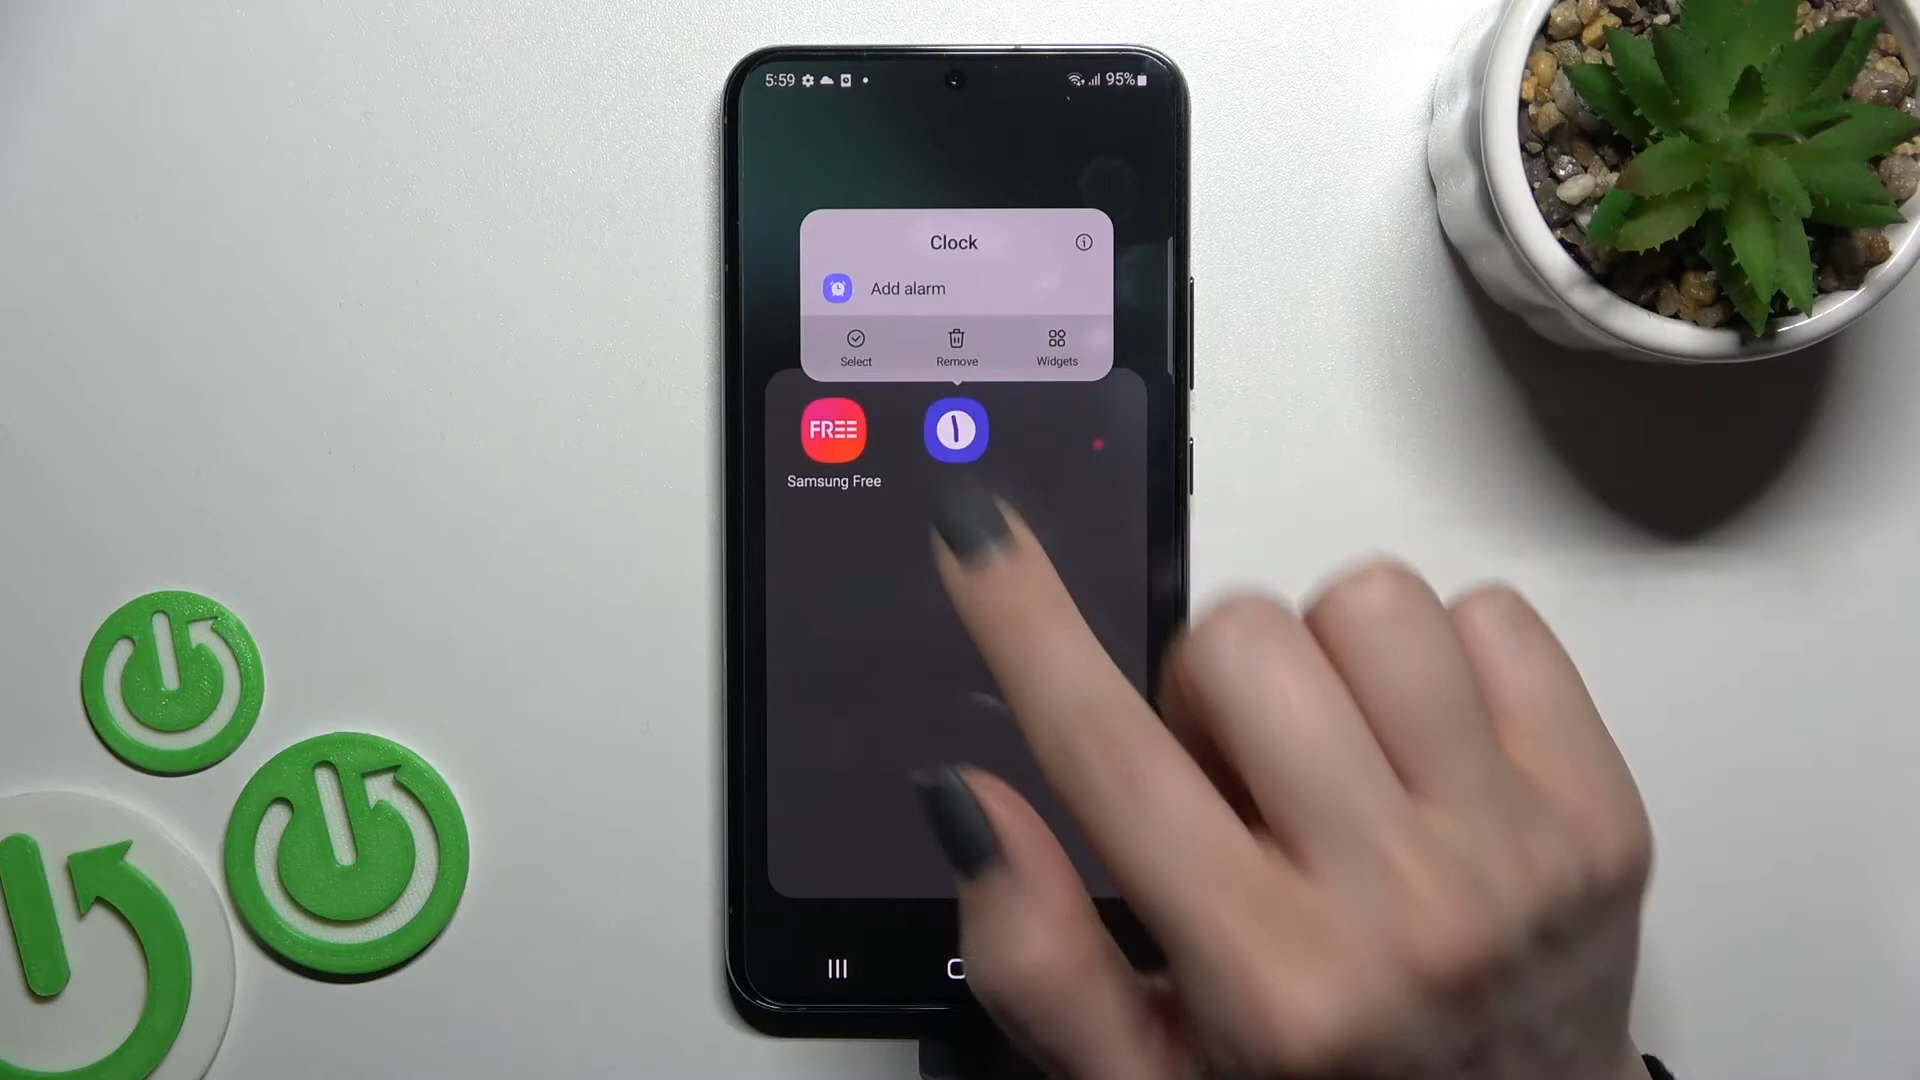 5:59
95%
Clock
Add alarm
Select
Remove
Widgets
FREE
Samsung Free